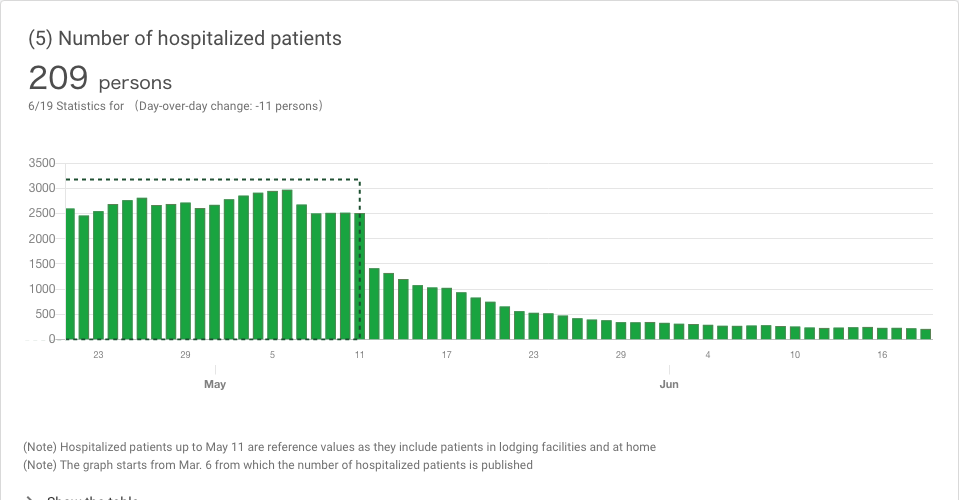 (5) Number of hospitalized patients
209 persons
6/19 Statistics for （Day-over-day change: -11 persons）
3500
3000
2500
2000
1500
1000
500
0
23 29 5 11 17 23 29 4 10 16
May Jun
(Note) Hospitalized patients up to May 11 are reference values as they include patients in lodging facilities and at home
(Note) The graph starts from Mar. 6 from which the number of hospitalized patients is published
Show the table